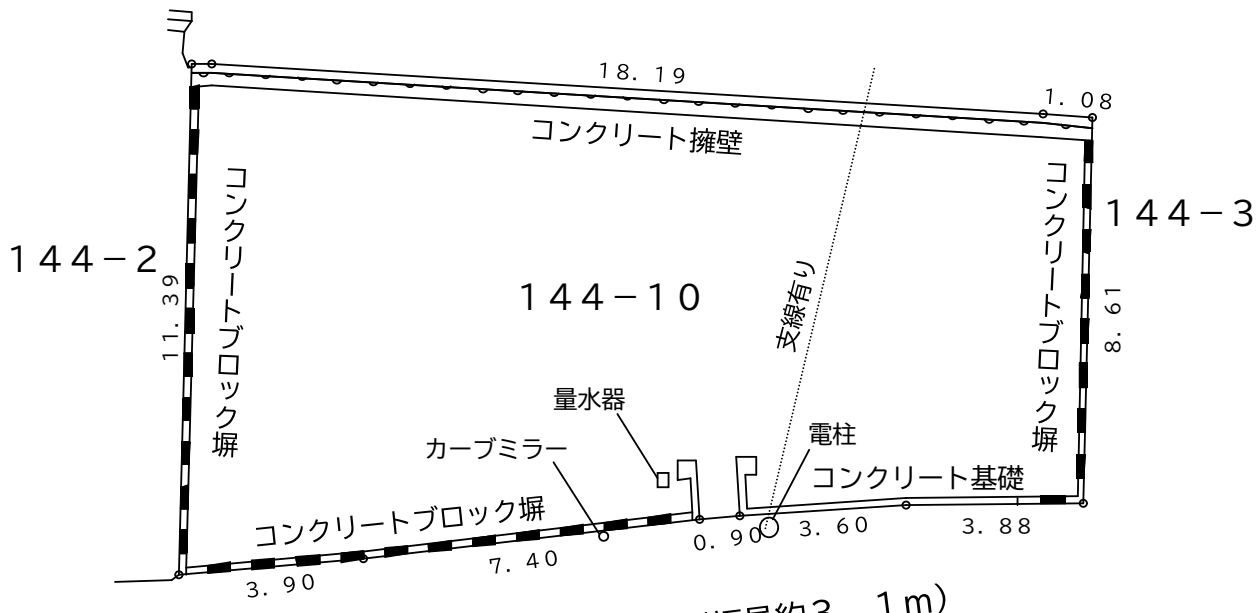 18.19
1.08
コンクリート擁壁
コンクリートブロック塀
コンクリートブロック塀
144-3
144-2
11.39
144-10
支線有り
8.61
量水器
カーブミラー
電柱
コンクリート基礎
コンクリートブロック塀
0.90
3.60
3.88
7.40
3.90
約3.1m)